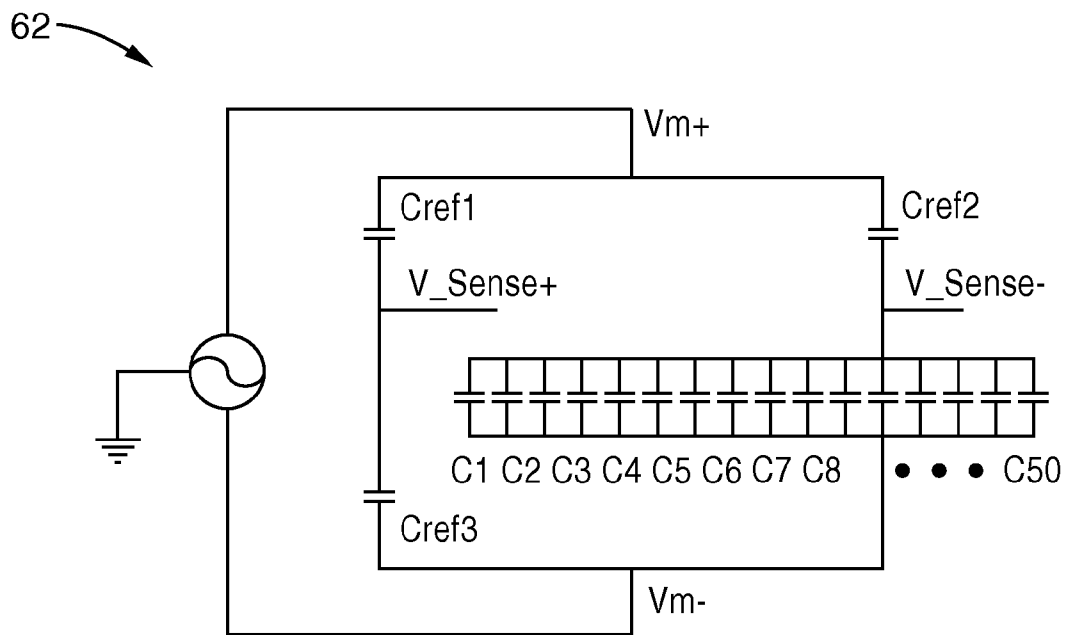 62
Vm+
Cref1
Cref2
V_Sense+
V_Sense-
C1 C2 C3 C4 C5 C6 C7 C8 • • • C50
Cref3
Vm-